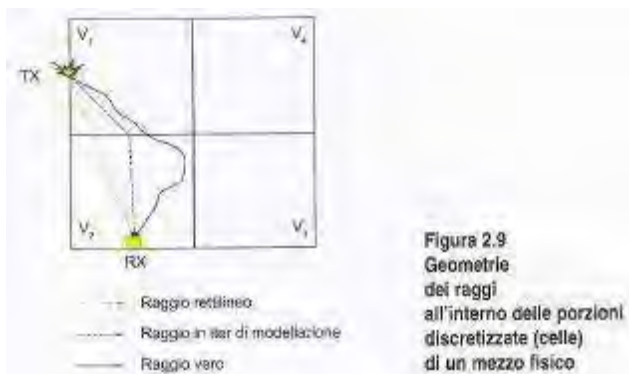 V1
V4
TX
V2
V3
RX
Raggio rettilineo
Raggio in iter di modellazione
Raggio vero
Figura 2.9
Geometrie
dei raggi
all'interno delle porzioni
discretizzate (celle)
di un mezzo fisico